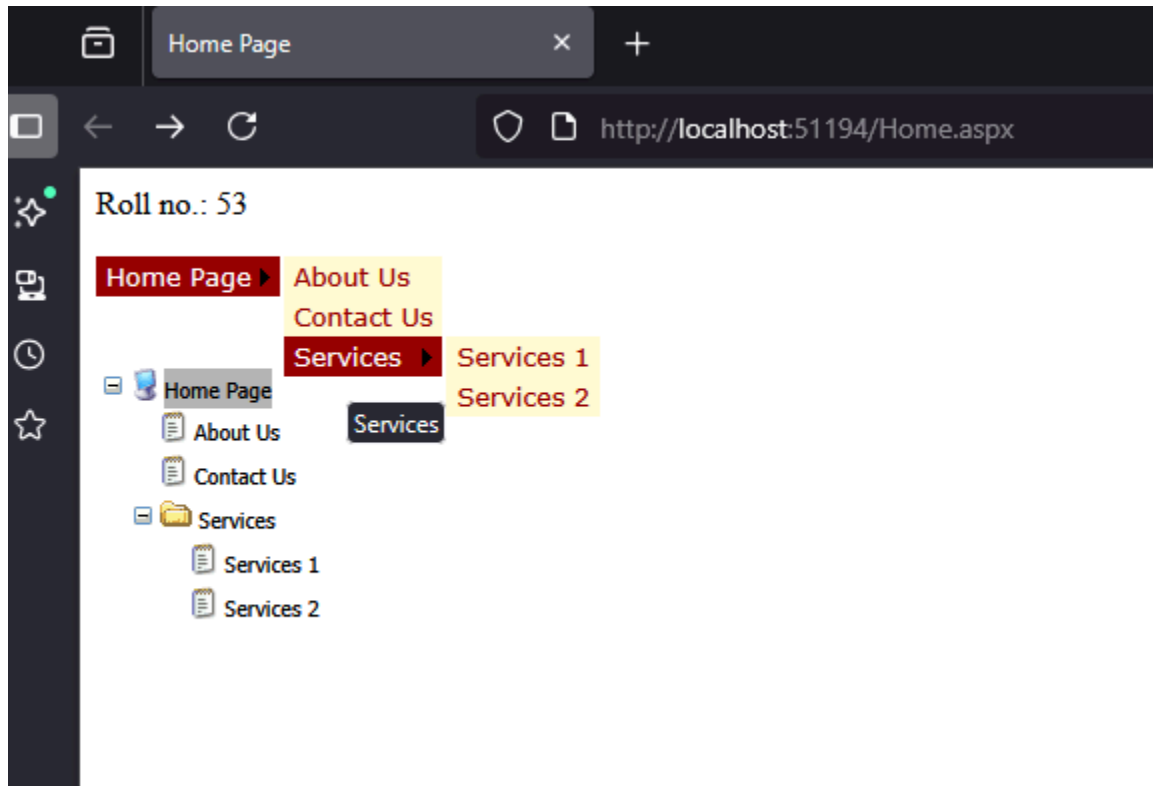 Home Page
http://localhost:51194/Home.aspx
Roll no.: 53
Home Page About Us
Contact Us
Services Services 1
Services 2
Services
Home Page
About Us
Contact Us
Services
Services 1
Services 2